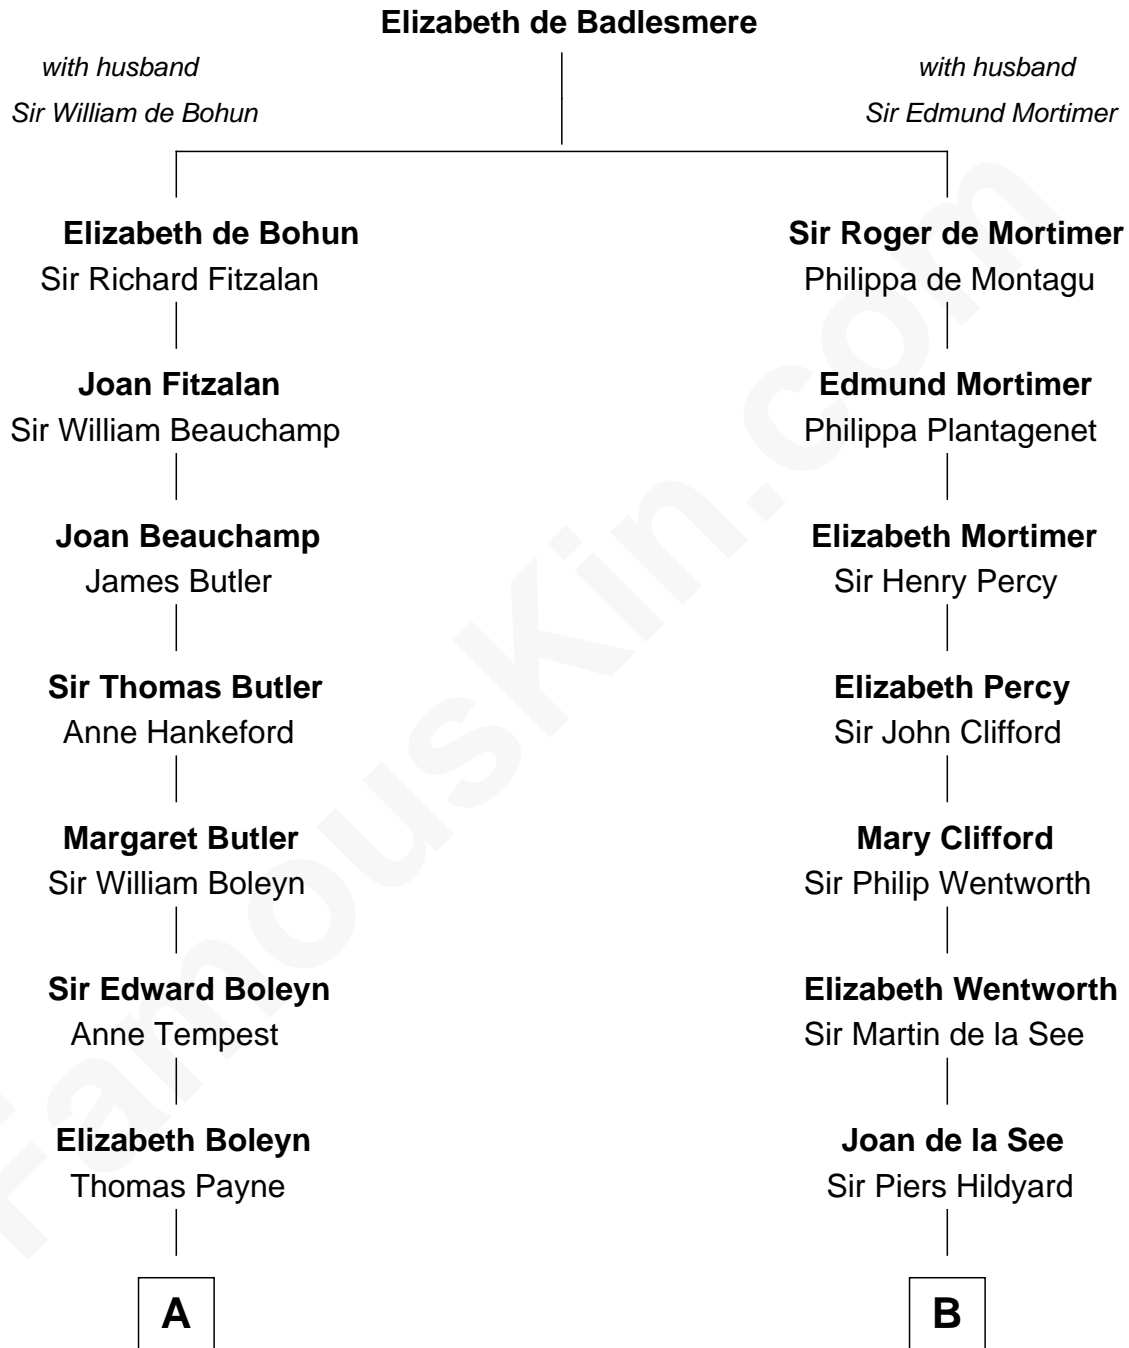 Elizabeth de Badlesmere
with husband
Sir William de Bohun
with husband
Sir Edmund Mortimer
Elizabeth de Bohun
Sir Richard Fitzalan
Sir Roger de Mortimer
Philippa de Montagu
Joan Fitzalan
Sir William Beauchamp
Edmund Mortimer
Philippa Plantagenet
Joan Beauchamp
James Butler
Elizabeth Mortimer
Sir Henry Percy
Sir Thomas Butler
Anne Hankeford
Elizabeth Percy
Sir John Clifford
Margaret Butler
Sir William Boleyn
Mary Clifford
Sir Philip Wentworth
Sir Edward Boleyn
Anne Tempest
Elizabeth Wentworth
Sir Martin de la See
Elizabeth Boleyn
Thomas Payne
Joan de la See
Sir Piers Hildyard
A
B
FamousKin.com